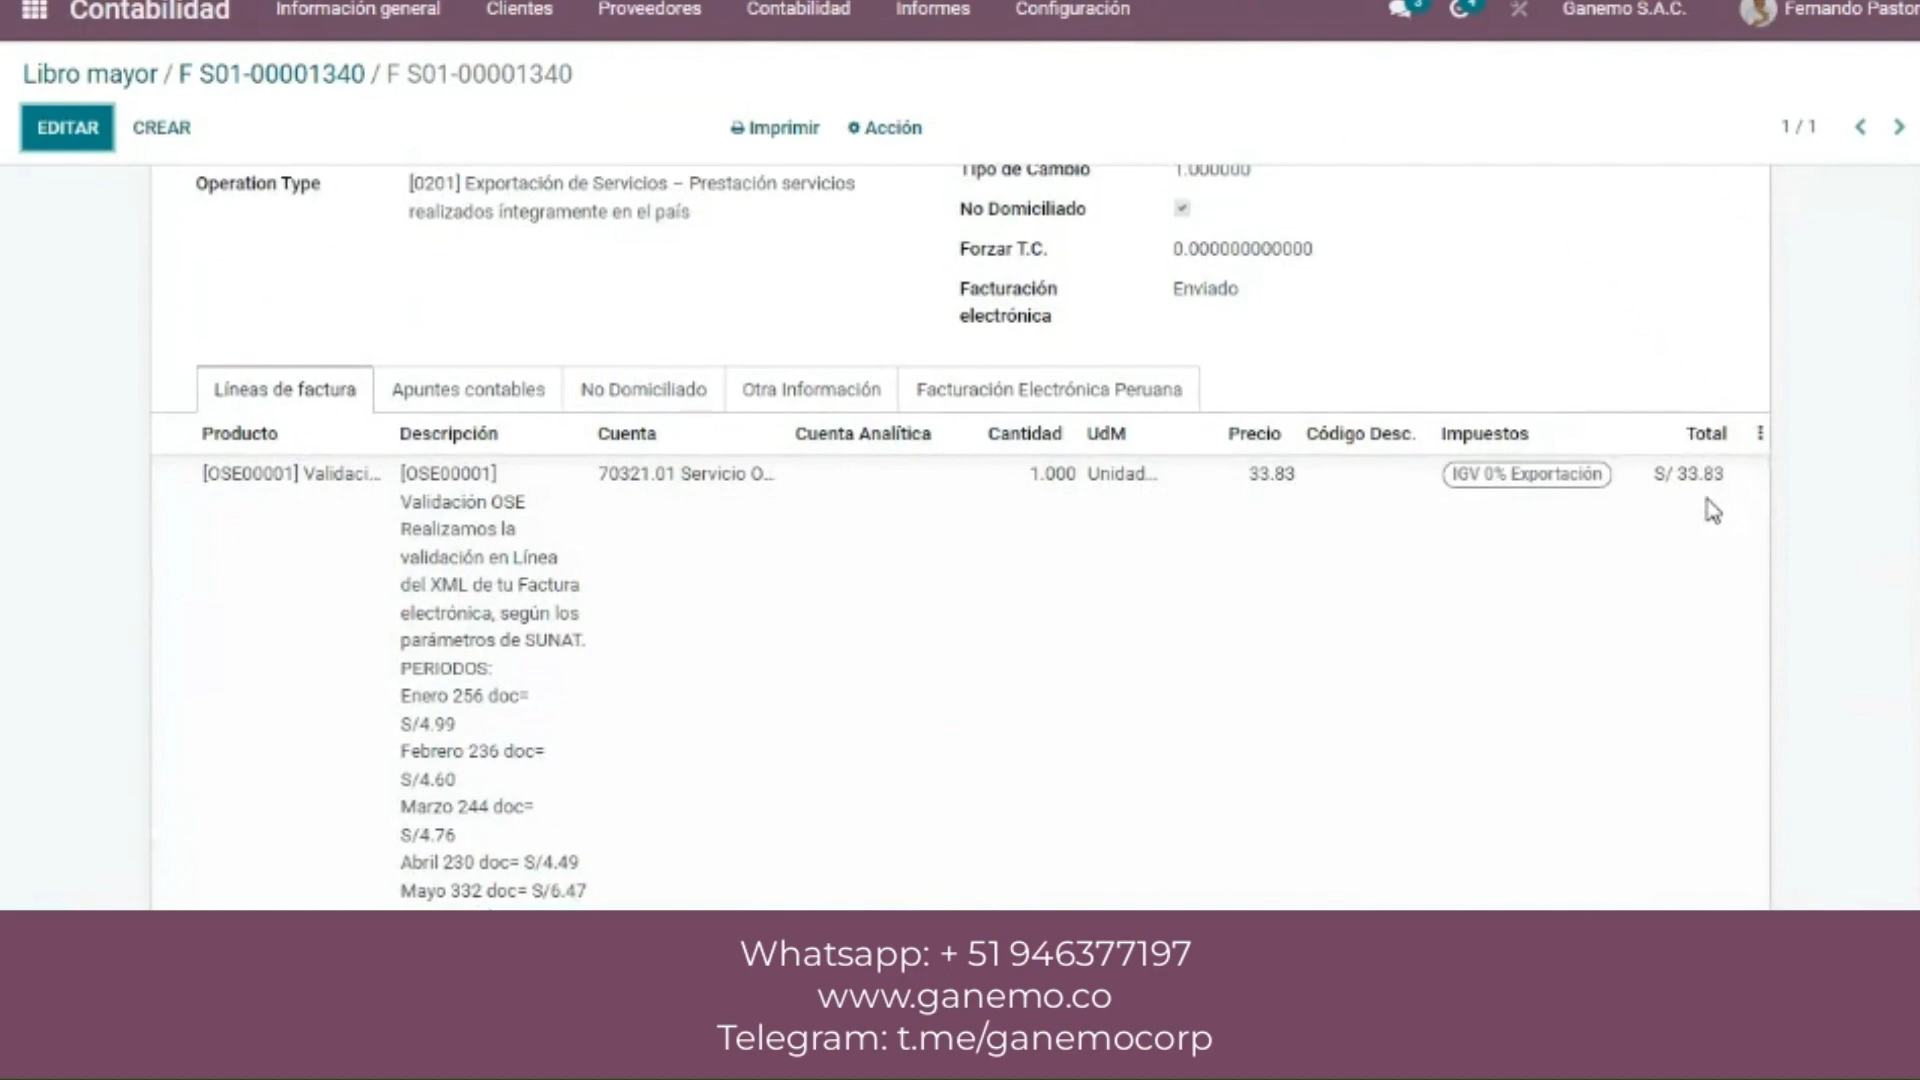 Contabilidad Información general Clientes Proveedores Contabilidad Informes Configuración 3 4 Ganemo S.A.C. Fernando Pastor
Libro mayor / F S01-00001340 / F S01-00001340
EDITAR CREAR Imprimir Acción 1 / 1
Operation Type [0201] Exportación de Servicios – Prestación servicios
realizados íntegramente en el país
Tipo de Cambio 1.000000
No Domiciliado
Forzar T.C. 0.000000000000
Facturación Enviado
electrónica
Líneas de factura Apuntes contables No Domiciliado Otra Información Facturación Electrónica Peruana
Producto Descripción Cuenta Cuenta Analítica Cantidad UdM Precio Código Desc. Impuestos Total
[OSE00001] Validaci... [OSE00001] 70321.01 Servicio O... 1.000 Unidad... 33.83 IGV 0% Exportación S/ 33.83
Validación OSE
Realizamos la
validación en Línea
del XML de tu Factura
electrónica, según los
parámetros de SUNAT.
PERIODOS:
Enero 256 doc=
S/4.99
Febrero 236 doc=
S/4.60
Marzo 244 doc=
S/4.76
Abril 230 doc= S/4.49
Mayo 332 doc= S/6.47
Whatsapp: + 51 946377197
www.ganemo.co
Telegram: t.me/ganemocorp